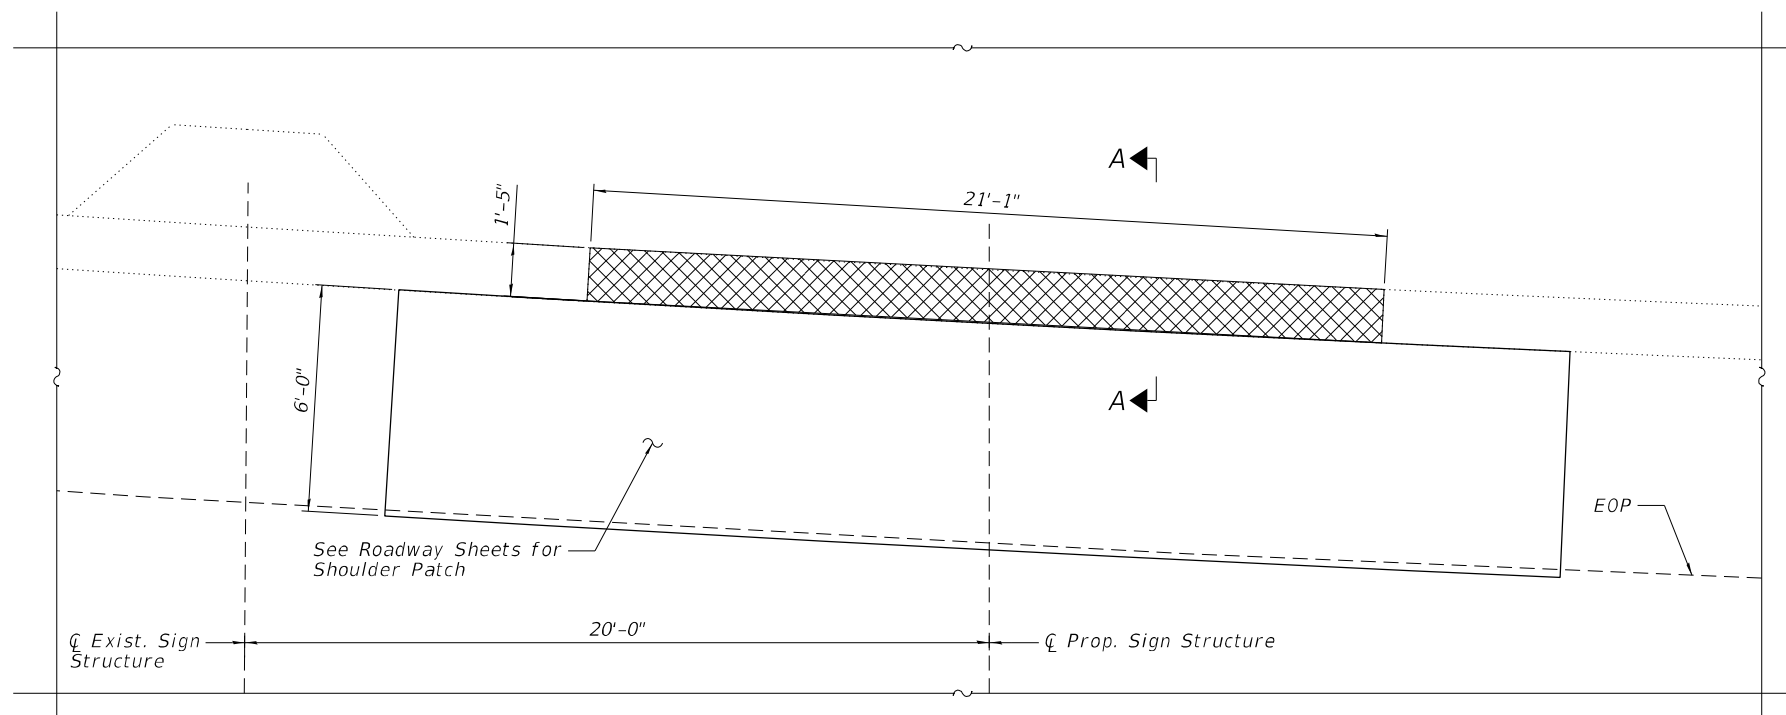 A
21'-1"
1'-5"
6'-0"
A
EOP
See Roadway Sheets for
Shoulder Patch
20'-0"
℄ Exist. Sign
Structure
℄ Prop. Sign Structure